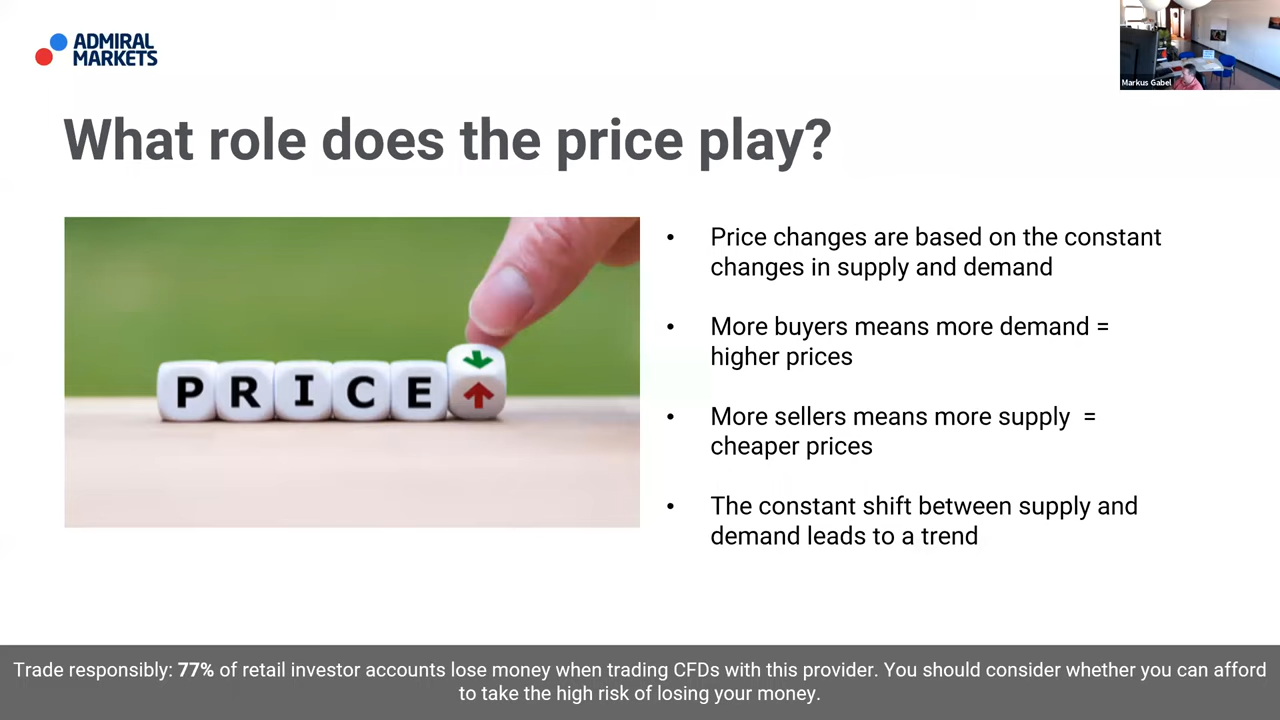 ADMIRAL
MARKETS
Markus Gabel
What role does the price play?
PRICE
• Price changes are based on the constant
changes in supply and demand
• More buyers means more demand =
higher prices
• More sellers means more supply =
cheaper prices
• The constant shift between supply and
demand leads to a trend
Trade responsibly: 77% of retail investor accounts lose money when trading CFDs with this provider. You should consider whether you can afford
to take the high risk of losing your money.